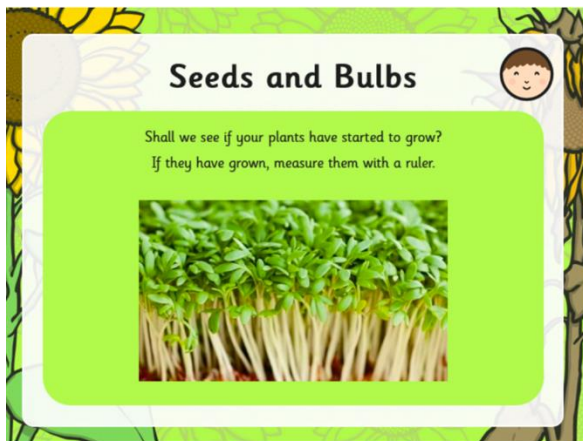 Seeds and Bulbs
Shall we see if your plants have started to grow?
If they have grown, measure them with a ruler.